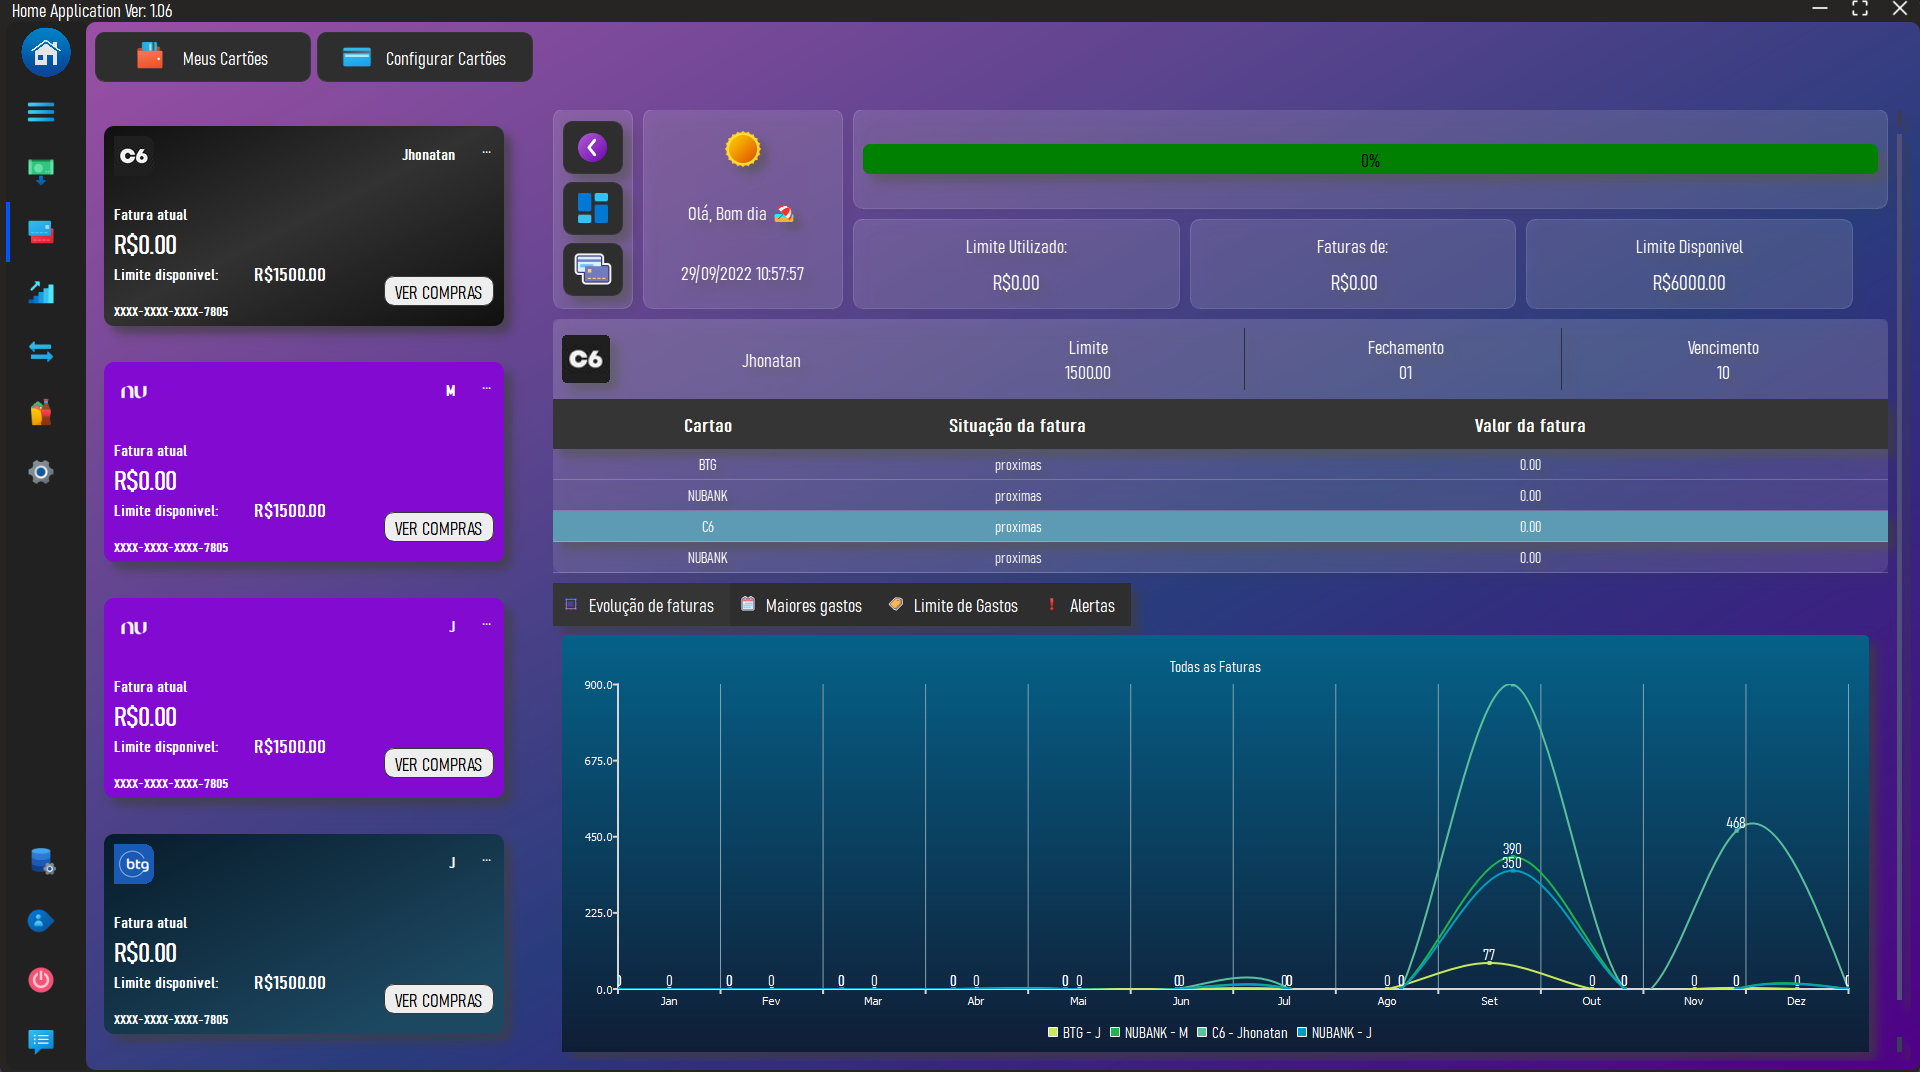 Home Application Ver: 1.06
Meus Cartões
Configurar Cartões
C6
Jhonatan
...
Fatura atual
R$0.00
Limite disponivel:
R$1500.00
VER COMPRAS
XXXX-XXXX-XXXX-7805
nu
M
...
Fatura atual
R$0.00
Limite disponivel:
R$1500.00
VER COMPRAS
XXXX-XXXX-XXXX-7805
nu
J
...
Fatura atual
R$0.00
Limite disponivel:
R$1500.00
VER COMPRAS
XXXX-XXXX-XXXX-7805
btg
J
...
Fatura atual
R$0.00
Limite disponivel:
R$1500.00
VER COMPRAS
XXXX-XXXX-XXXX-7805
Olá, Bom dia
29/09/2022 10:57:57
0%
Limite Utilizado:
R$0.00
Faturas de:
R$0.00
Limite Disponivel
R$6000.00
C6
Jhonatan
Limite
1500.00
Fechamento
01
Vencimento
10
Cartao Situação da fatura Valor da fatura
BTG proximas 0.00
NUBANK proximas 0.00
C6 proximas 0.00
NUBANK proximas 0.00
Evolução de faturas
Maiores gastos
Limite de Gastos
Alertas
Todas as Faturas
900.0
675.0
450.0
225.0
0.0
468
390
350
77
0 0 0 0 0 0 0 0 0 0 0 0 0 0 0 0 0 0 0 0 0 0 0 0
Jan Fev Mar Abr Mai Jun Jul Ago Set Out Nov Dez
BTG - J NUBANK - M C6 - Jhonatan NUBANK - J